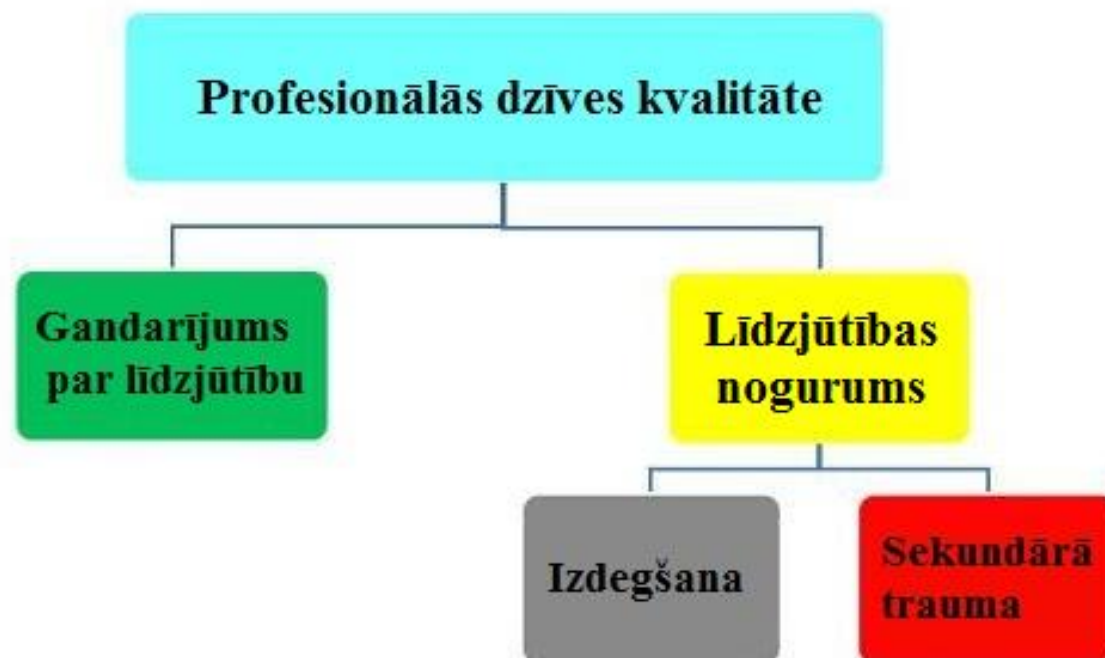 Profesionālās dzīves kvalitāte
Gandarījums
par līdzjūtību
Līdzjūtības
nogurums
Izdegšana
Sekundārā
trauma